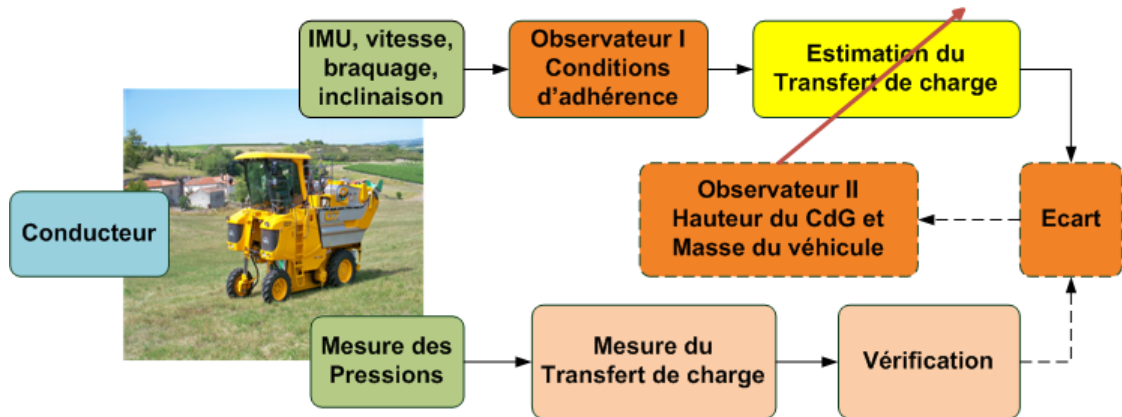 IMU, vitesse,
braquage,
inclinaison
Observateur I
Conditions
d'adhérence
Estimation du
Transfert de charge
Observateur II
Hauteur du CdG et
Masse du véhicule
Ecart
Conducteur
Mesure des
Pressions
Mesure du
Transfert de charge
Vérification